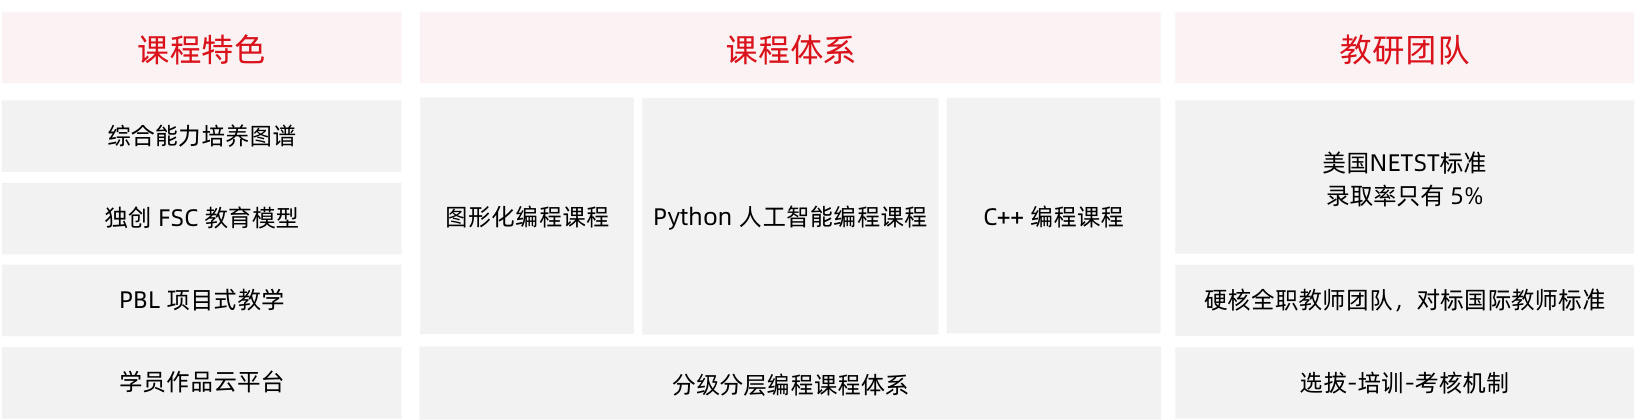 课程特色
综合能力培养图谱
独创 FSC 教育模型
PBL 项目式教学
学员作品云平台
课程体系
图形化编程课程
Python 人工智能编程课程
C++ 编程课程
分级分层编程课程体系
教研团队
美国NETST标准
录取率只有 5%
硬核全职教师团队，对标国际教师标准
选拔-培训-考核机制